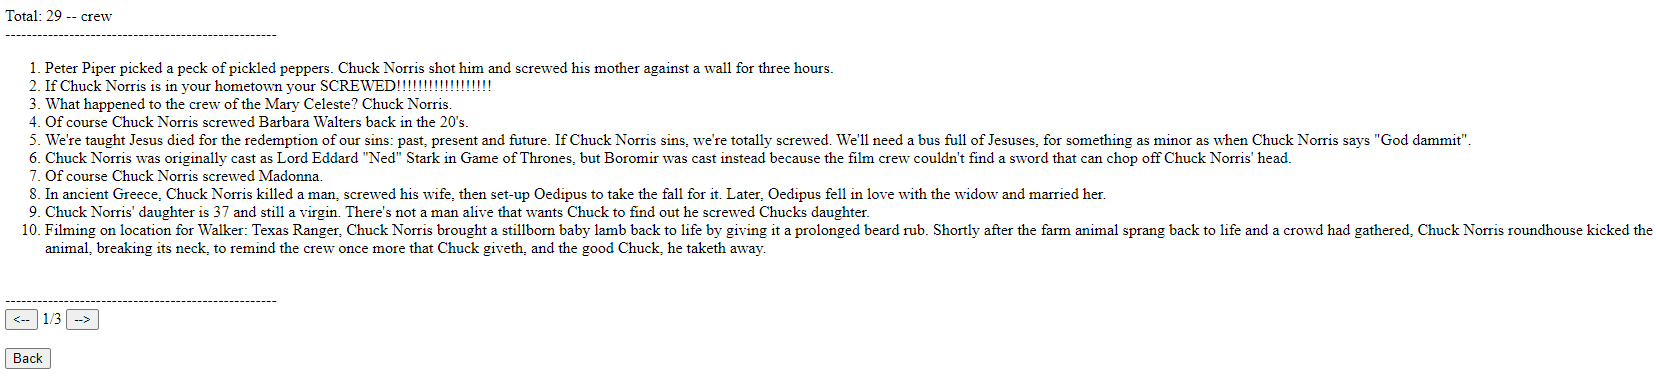 Total: 29 -- crew
---------------------------------------------------
1. Peter Piper picked a peck of pickled peppers. Chuck Norris shot him and screwed his mother against a wall for three hours.
2. If Chuck Norris is in your hometown your SCREWED!!!!!!!!!!!!!!!!!!
3. What happened to the crew of the Mary Celeste? Chuck Norris.
4. Of course Chuck Norris screwed Barbara Walters back in the 20's.
5. We're taught Jesus died for the redemption of our sins: past, present and future. If Chuck Norris sins, we're totally screwed. We'll need a bus full of Jesuses, for something as minor as when Chuck Norris says "God dammit".
6. Chuck Norris was originally cast as Lord Eddard "Ned" Stark in Game of Thrones, but Boromir was cast instead because the film crew couldn't find a sword that can chop off Chuck Norris' head.
7. Of course Chuck Norris screwed Madonna.
8. In ancient Greece, Chuck Norris killed a man, screwed his wife, then set-up Oedipus to take the fall for it. Later, Oedipus fell in love with the widow and married her.
9. Chuck Norris' daughter is 37 and still a virgin. There's not a man alive that wants Chuck to find out he screwed Chucks daughter.
10. Filming on location for Walker: Texas Ranger, Chuck Norris brought a stillborn baby lamb back to life by giving it a prolonged beard rub. Shortly after the farm animal sprang back to life and a crowd had gathered, Chuck Norris roundhouse kicked the
animal, breaking its neck, to remind the crew once more that Chuck giveth, and the good Chuck, he taketh away.
---------------------------------------------------
<-- 1/3 -->
Back